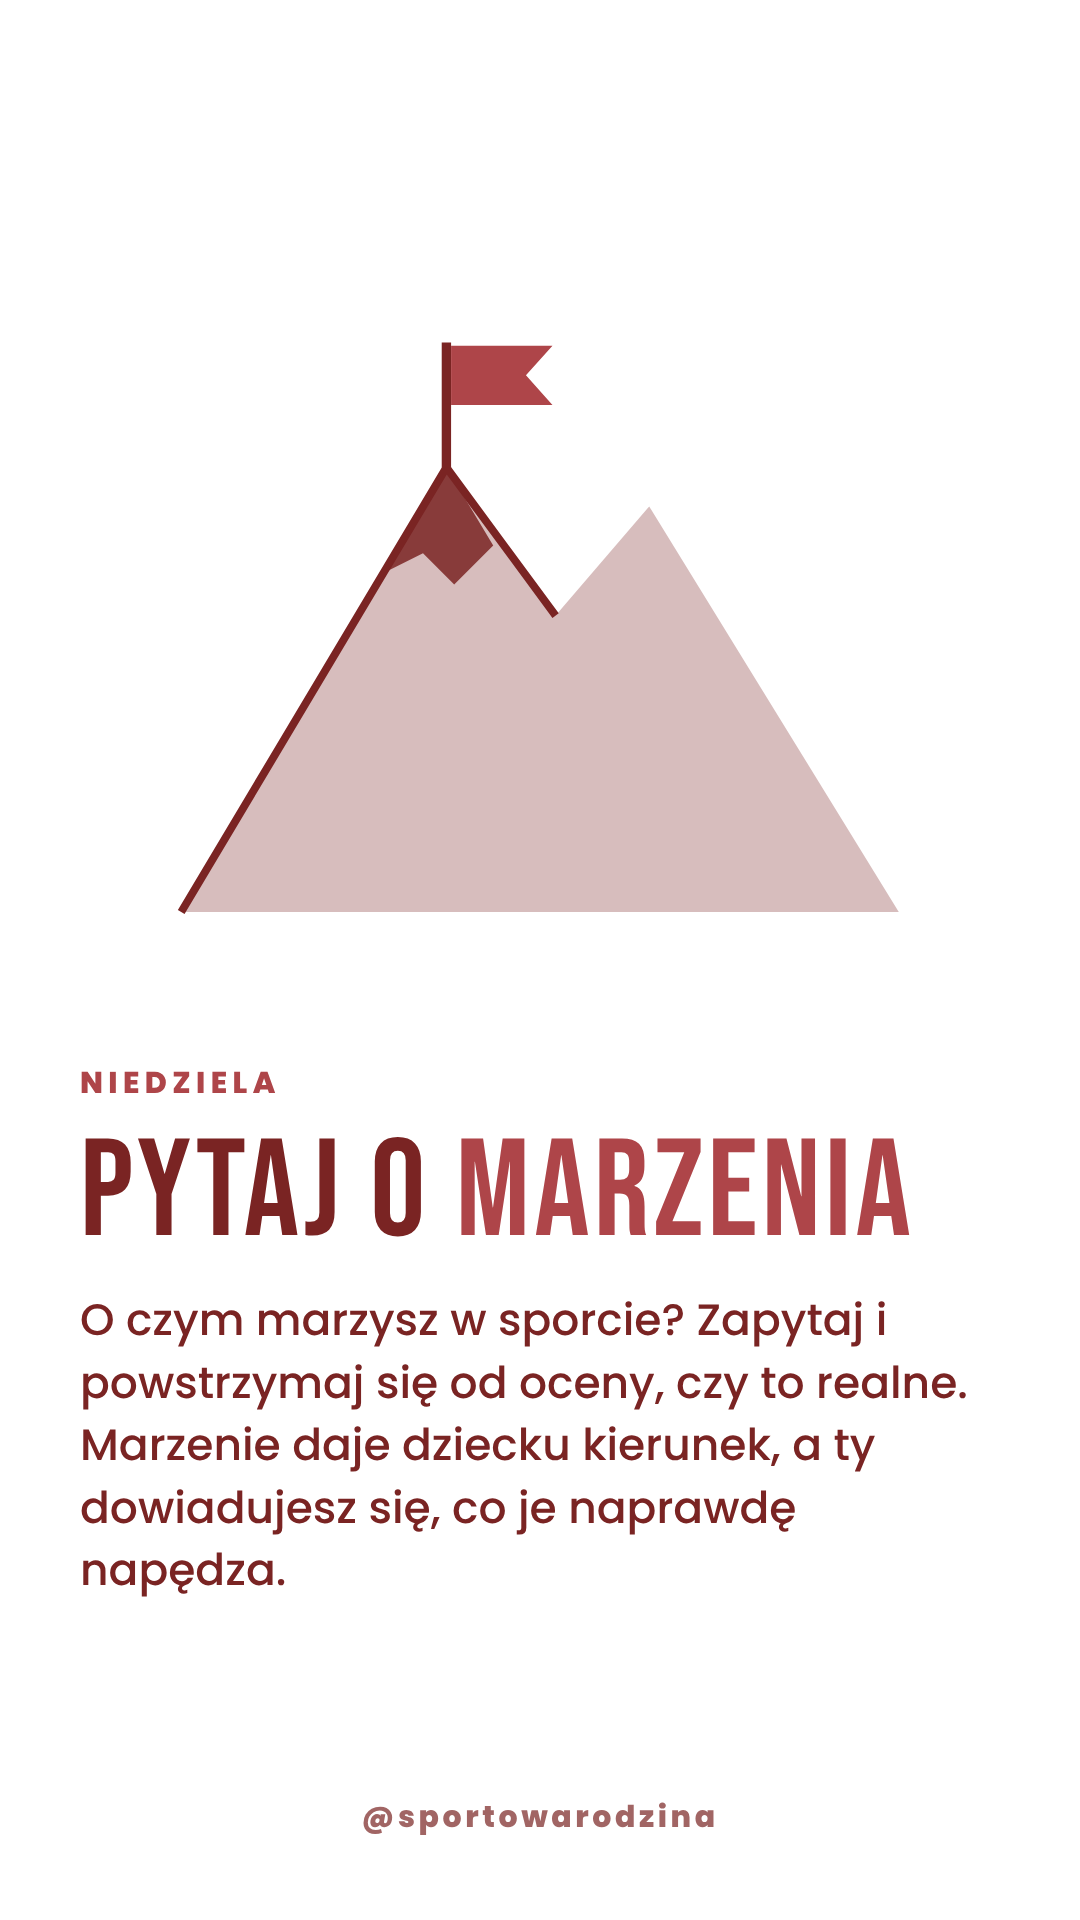 NIEDZIELA
PYTAJ O MARZENIA
O czym marzysz w sporcie? Zapytaj i
powstrzymaj się od oceny, czy to realne.
Marzenie daje dziecku kierunek, a ty
dowiadujesz się, co je naprawdę
napędza.
@sportowarodzina